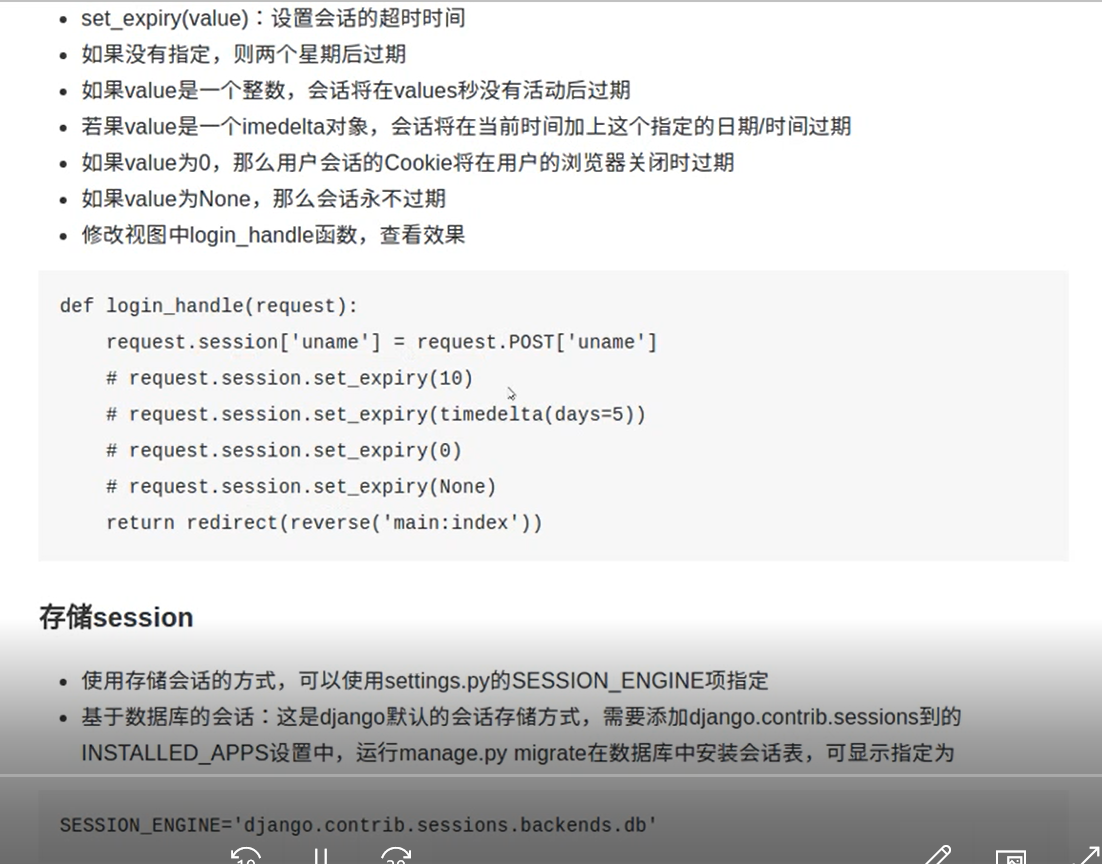 set_expiry(value)：设置会话的超时时间
如果没有指定，则两个星期后过期
如果value是一个整数，会话将在values秒没有活动后过期
若果value是一个imedelta对象，会话将在当前时间加上这个指定的日期/时间过期
如果value为0，那么用户会话的Cookie将在用户的浏览器关闭时过期
如果value为None，那么会话永不过期
修改视图中login_handle函数，查看效果
def login_handle(request):
    request.session['uname'] = request.POST['uname']
    # request.session.set_expiry(10)
    # request.session.set_expiry(timedelta(days=5))
    # request.session.set_expiry(0)
    # request.session.set_expiry(None)
    return redirect(reverse('main:index'))
存储session
使用存储会话的方式，可以使用settings.py的SESSION_ENGINE项指定
基于数据库的会话：这是django默认的会话存储方式，需要添加django.contrib.sessions到的
INSTALLED_APPS设置中，运行manage.py migrate在数据库中安装会话表，可显示指定为
SESSION_ENGINE='django.contrib.sessions.backends.db'